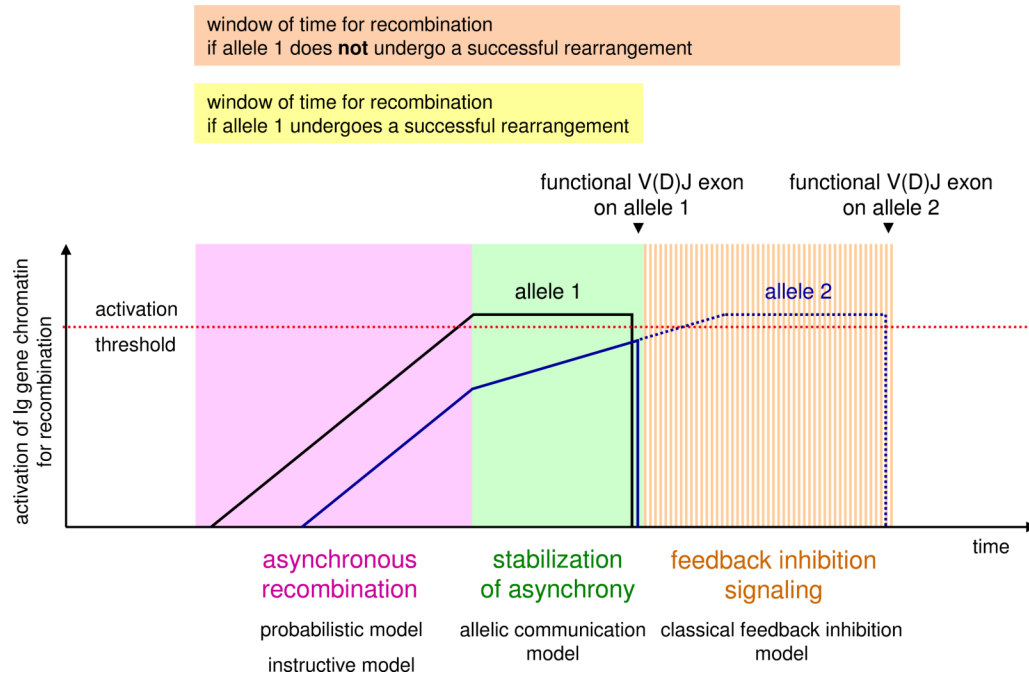 window of time for recombination
if allele 1 does not undergo a successful rearrangement
window of time for recombination
if allele 1 undergoes a successful rearrangement
functional V(D)J exon
on allele 1
functional V(D)J exon
on allele 2
activation of Ig gene chromatin
for recombination
activation
threshold
allele 1
allele 2
time
asynchronous
recombination
probabilistic model
instructive model
stabilization
of asynchrony
allelic communication
model
feedback inhibition
signaling
classical feedback inhibition
model